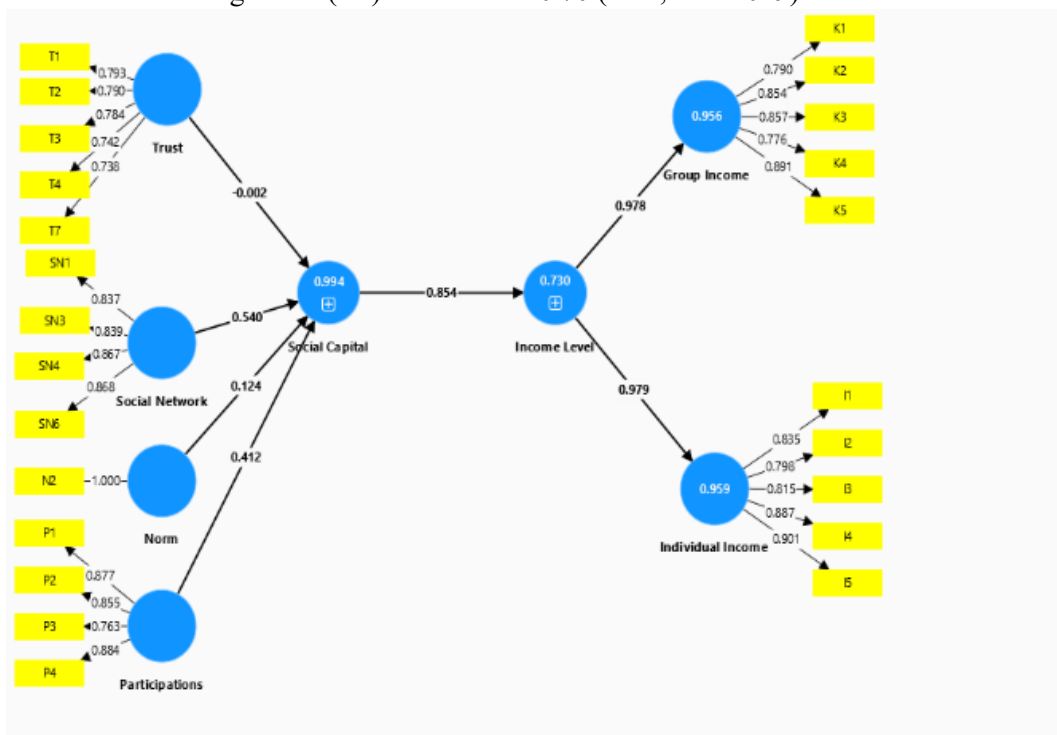 T1
0.793
T2
0.790
0.784
T3
0.742
0.738
T4
T7
Trust
-0.002
SN1
0.837
SN3
0.839
0.867
SN4
0.868
SN6
Social Network
0.540
N2
1.000
Norm
0.124
P1
0.877
P2
0.855
P3
0.763
0.884
P4
Participations
0.412
0.994
Social Capital
0.854
0.730
Income Level
0.978
0.956
Group Income
K1
0.790
K2
0.854
0.857
K3
0.776
K4
0.891
K5
0.979
0.959
Individual Income
I1
0.835
I2
0.798
0.815
I3
0.887
I4
0.901
I5